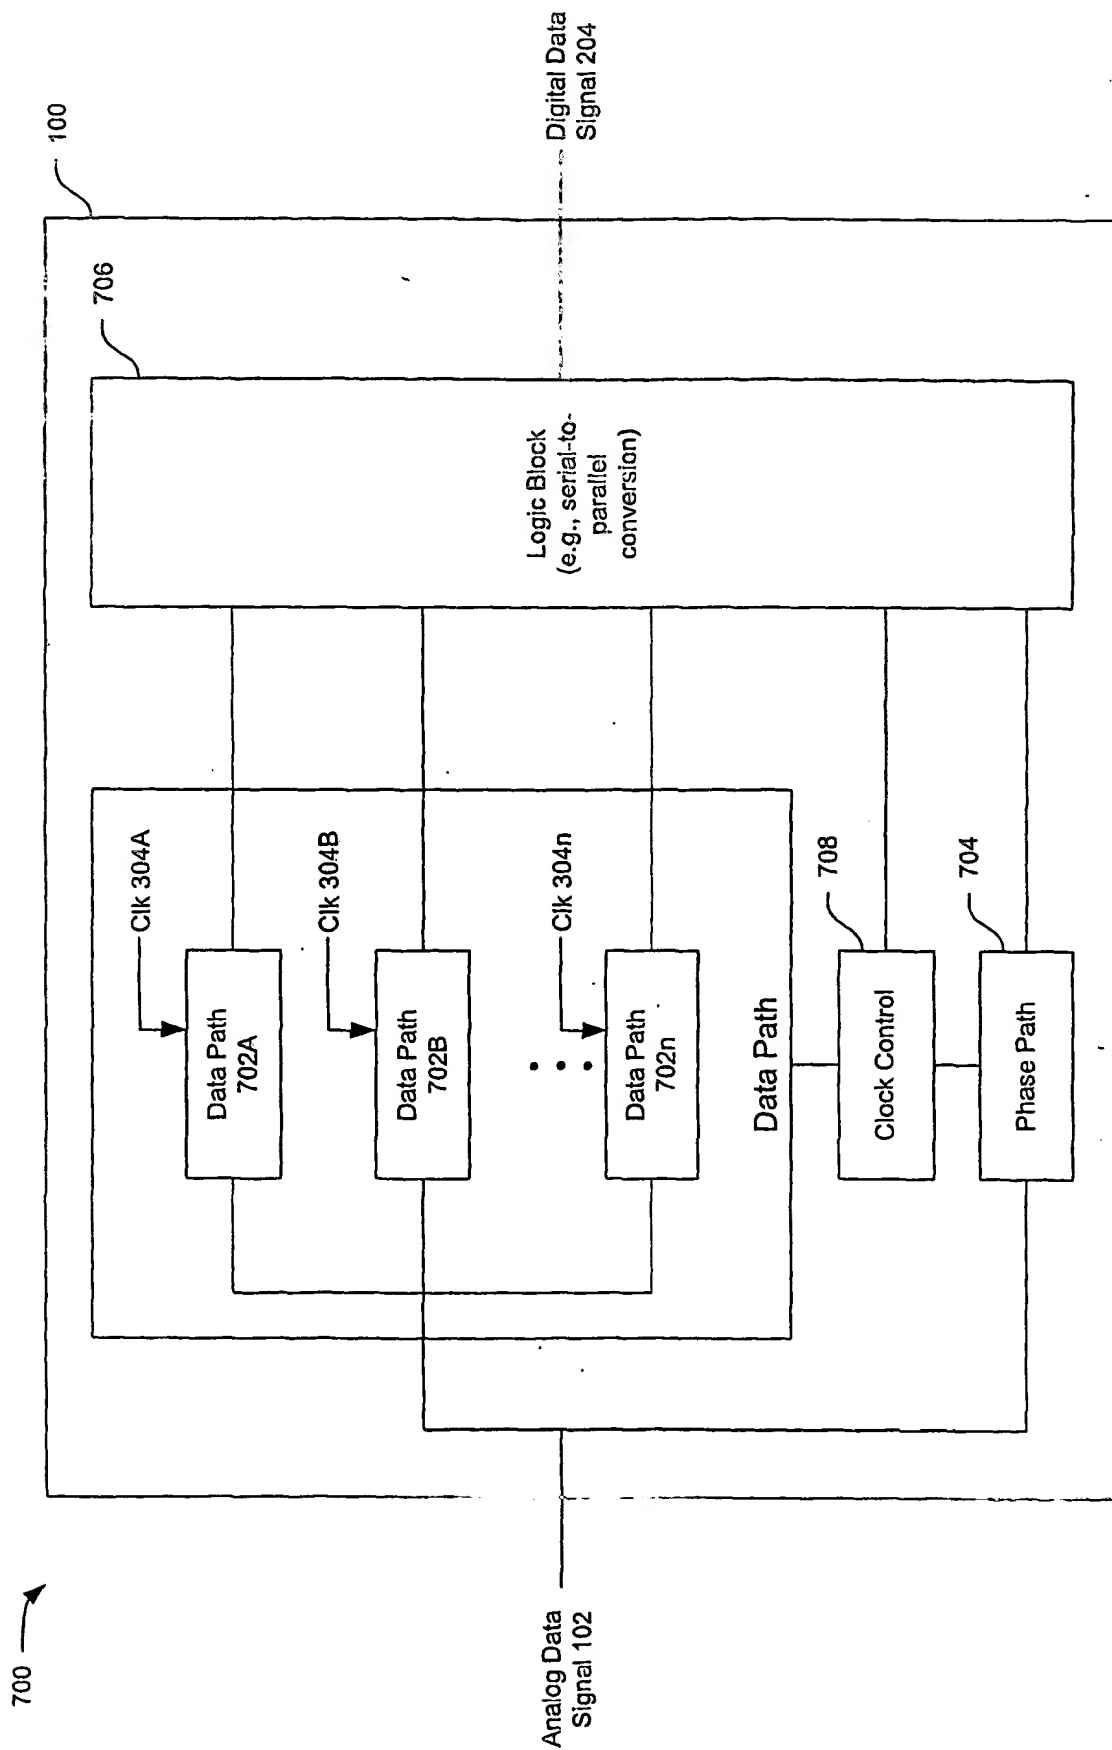 700
100
706
Analog Data
Signal 102
Digital Data
Signal 204
Clk 304A
Data Path
702A
Clk 304B
Data Path
702B
Clk 304n
Data Path
702n
Data Path
708
Clock Control
704
Phase Path
Logic Block
(e.g., serial-to-
parallel
conversion)